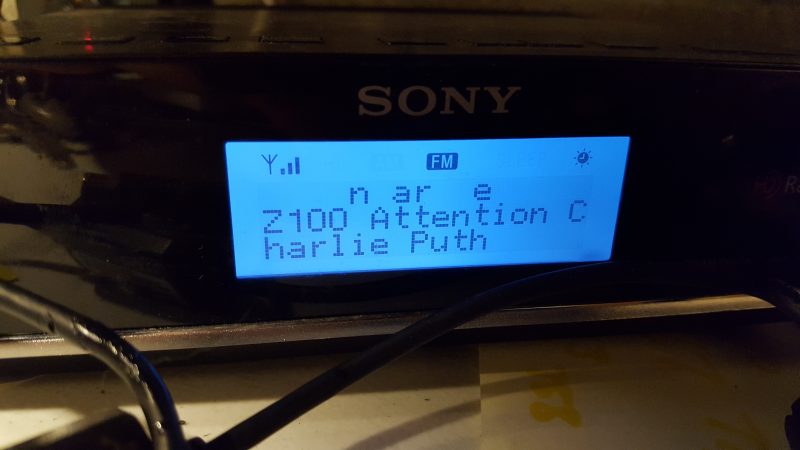 SONY
FM
n ar e
Z100 Attention C
harlie Puth